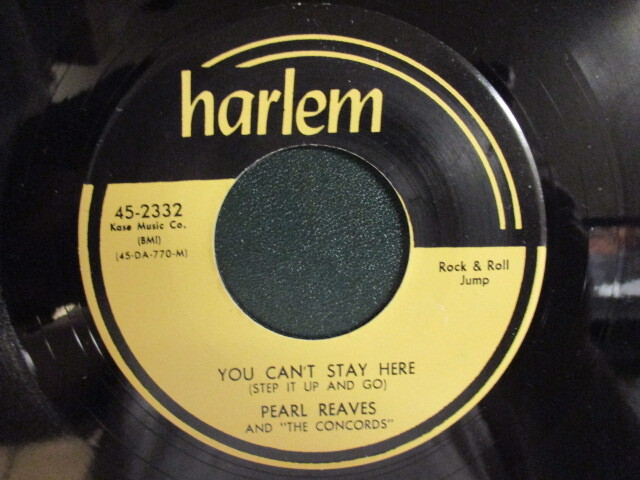 harlem
45-2332
Kase Music Co.
(BMI)
(45-DA-770-M)
Rock & Roll
Jump
YOU CAN'T STAY HERE
(STEP IT UP AND GO)
PEARL REAVES
AND "THE CONCORDS"